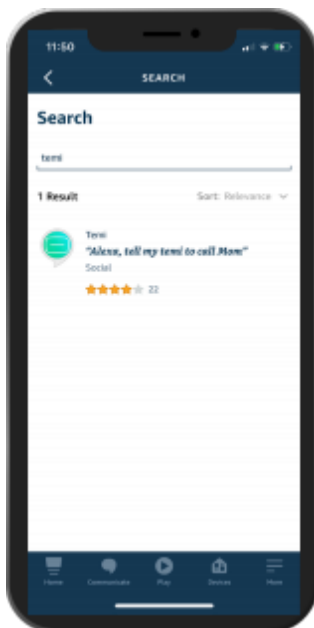 11:50
SEARCH
Search
temi
1 Result
Sort: Relevance
Temi
"Alexa, tell my temi to call Mom"
Social
22
Home Communicate Play Devices More